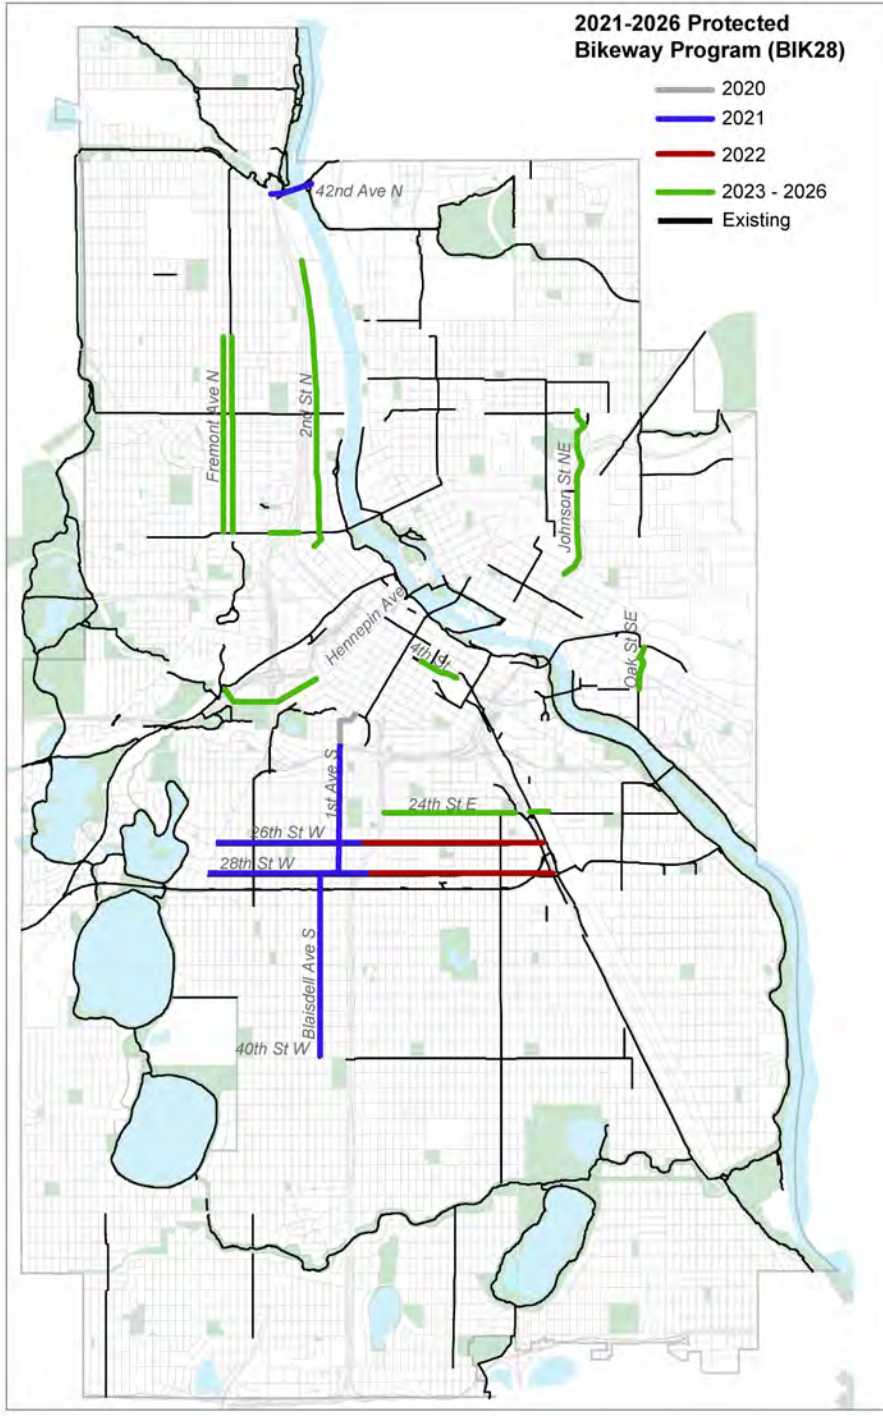 2021-2026 Protected
Bikeway Program (BIK28)
2020
2021
2022
2023 - 2026
Existing
42nd Ave N
Fremont Ave N
2nd St N
Johnson St NE
Hennepin Ave
4th St
Oak St SE
1st Ave S
24th St E
26th St W
28th St W
Blaisdell Ave S
40th St W